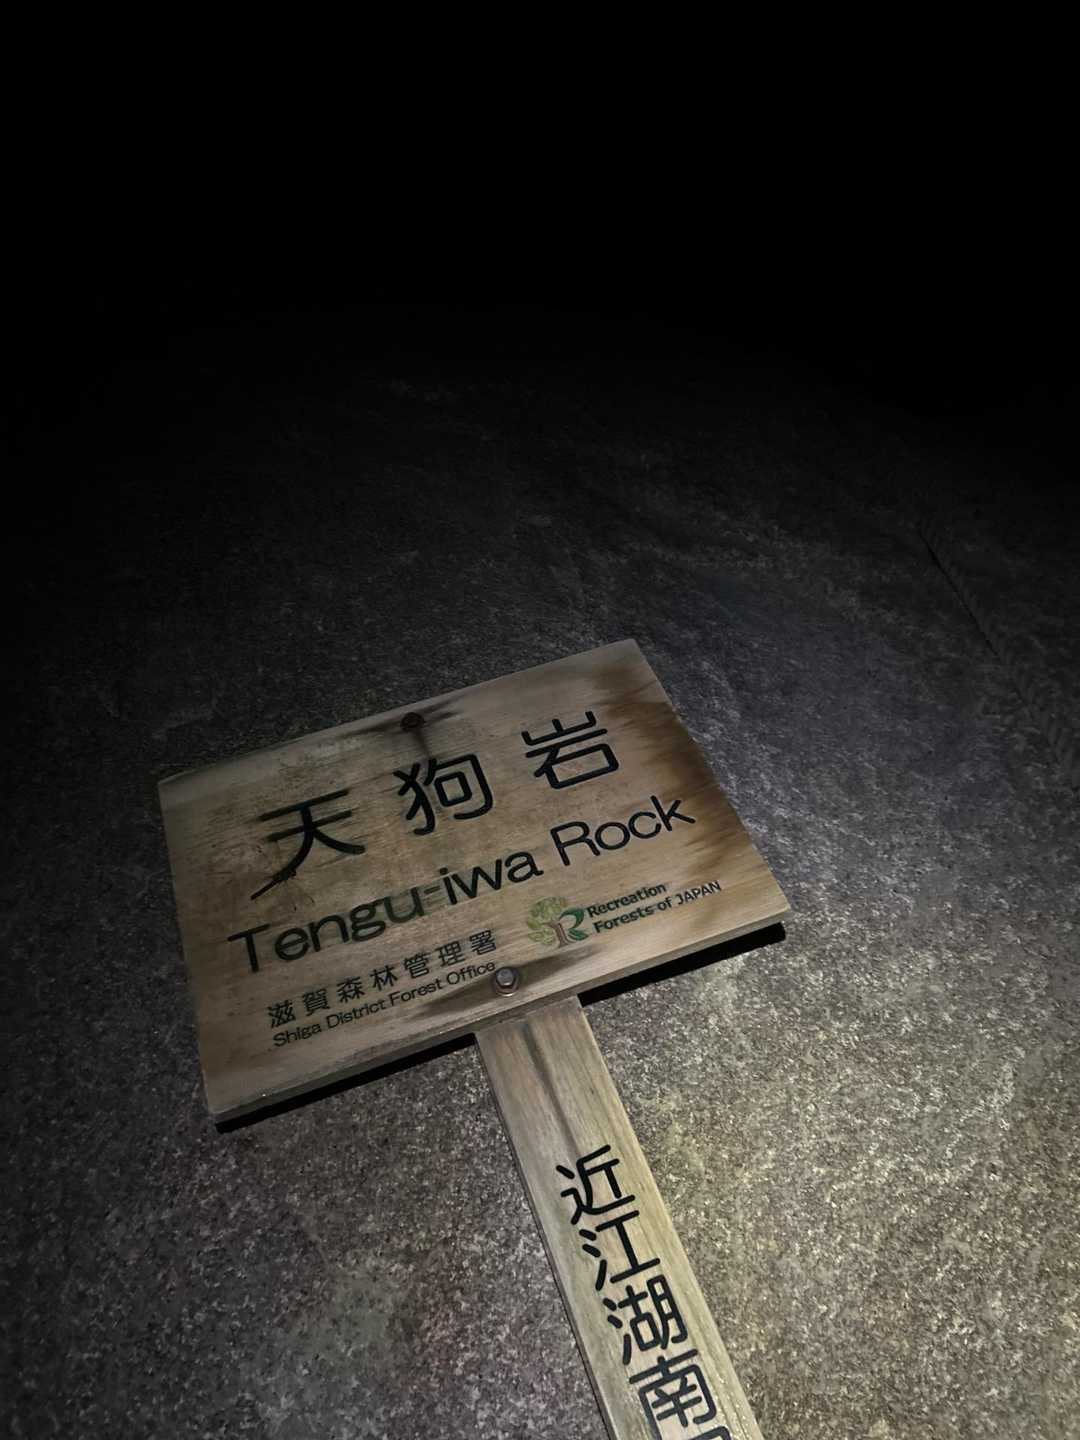 天狗岩
Tengu-iwa Rock
Recreation
Forests of JAPAN
滋賀森林管理署
Shiga District Forest Office
近江湖南